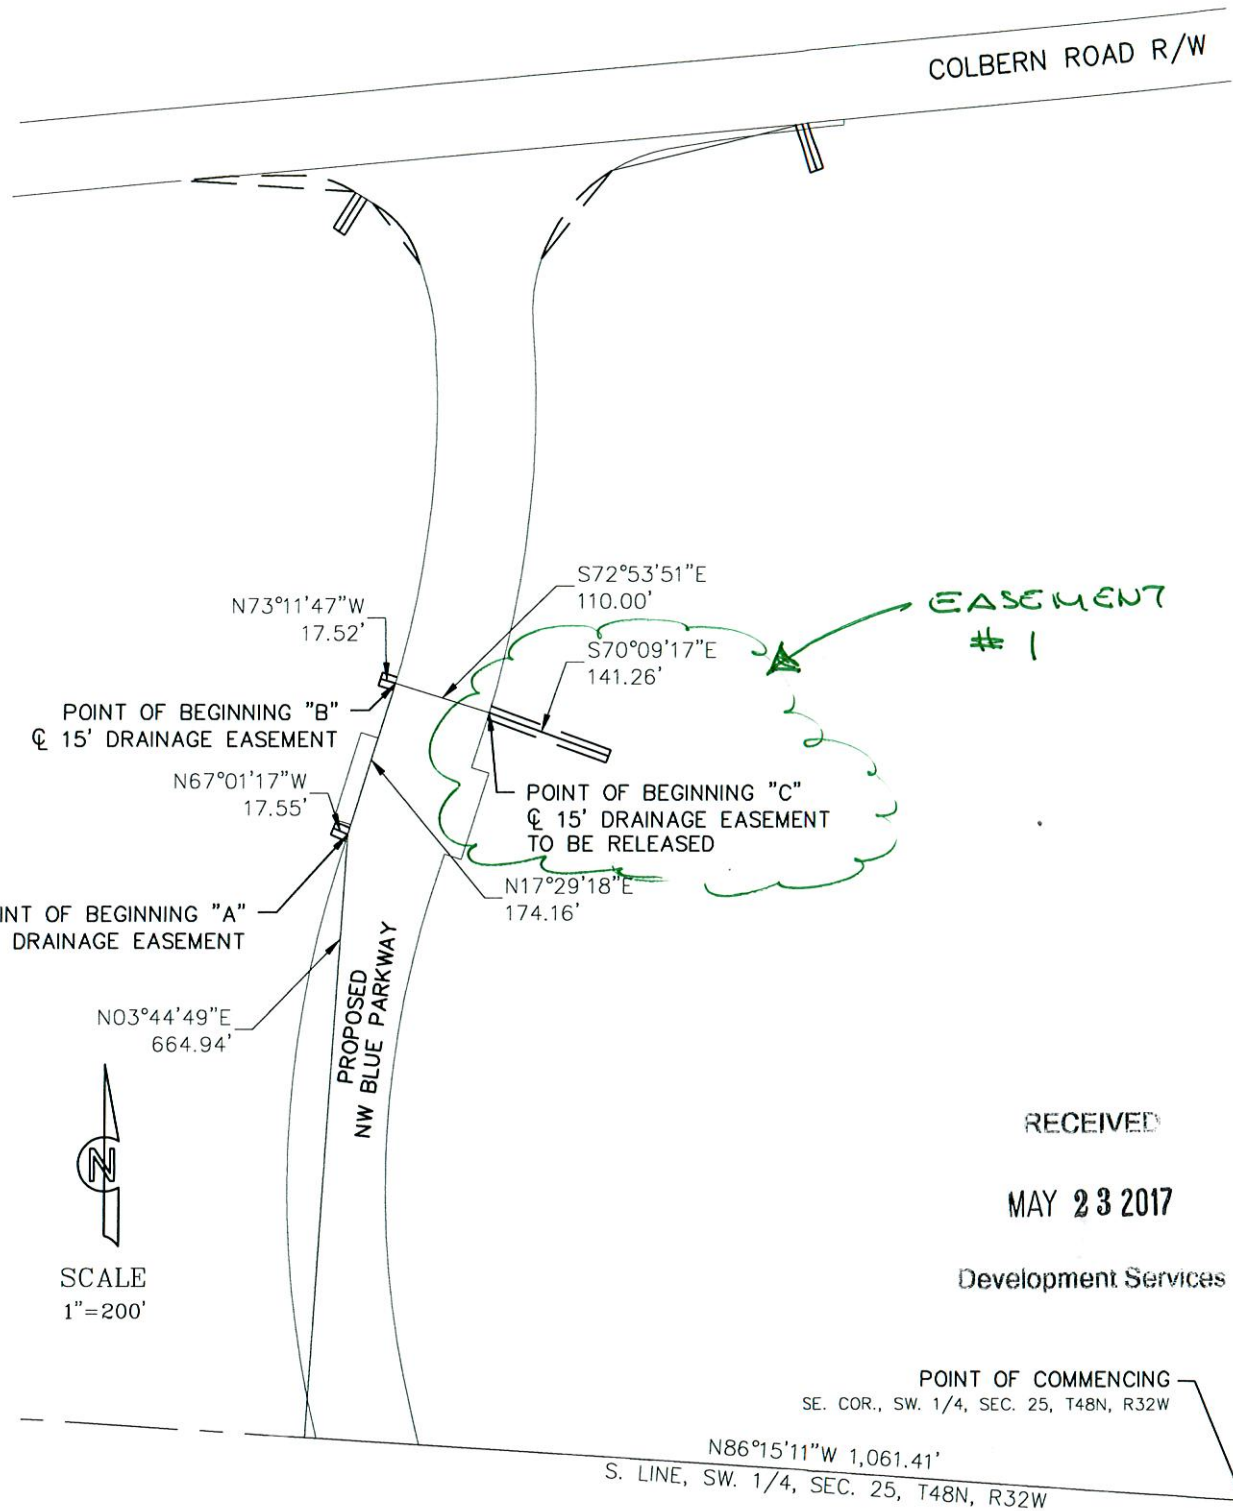 COLBERN ROAD R/W
S72°53'51"E
110.00'
N73°11'47"W
17.52'
EASEMENT
# 1
S70°09'17"E
141.26'
POINT OF BEGINNING "B"
℄ 15' DRAINAGE EASEMENT
N67°01'17"W
17.55'
POINT OF BEGINNING "C"
℄ 15' DRAINAGE EASEMENT
TO BE RELEASED
N17°29'18"E
174.16'
INT OF BEGINNING "A"
DRAINAGE EASEMENT
N03°44'49"E
664.94'
PROPOSED
NW BLUE PARKWAY
N
SCALE
1"=200'
RECEIVED
MAY 23 2017
Development Services
POINT OF COMMENCING
SE. COR., SW. 1/4, SEC. 25, T48N, R32W
N86°15'11"W 1,061.41'
S. LINE, SW. 1/4, SEC. 25, T48N, R32W